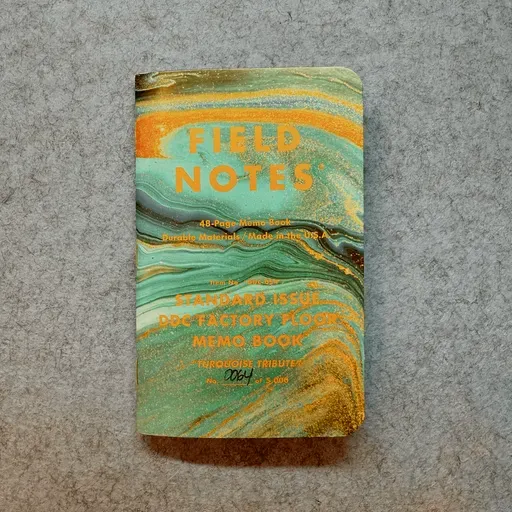 FIELD
NOTES
48-Page Memo Book
Durable Materials / Made in the U.S.A.
Item No.
STANDARD ISSUE
DDC FACTORY FLOOR
MEMO BOOK
"TURQUOISE TRIBUTE"
No. 0064 of 3,000